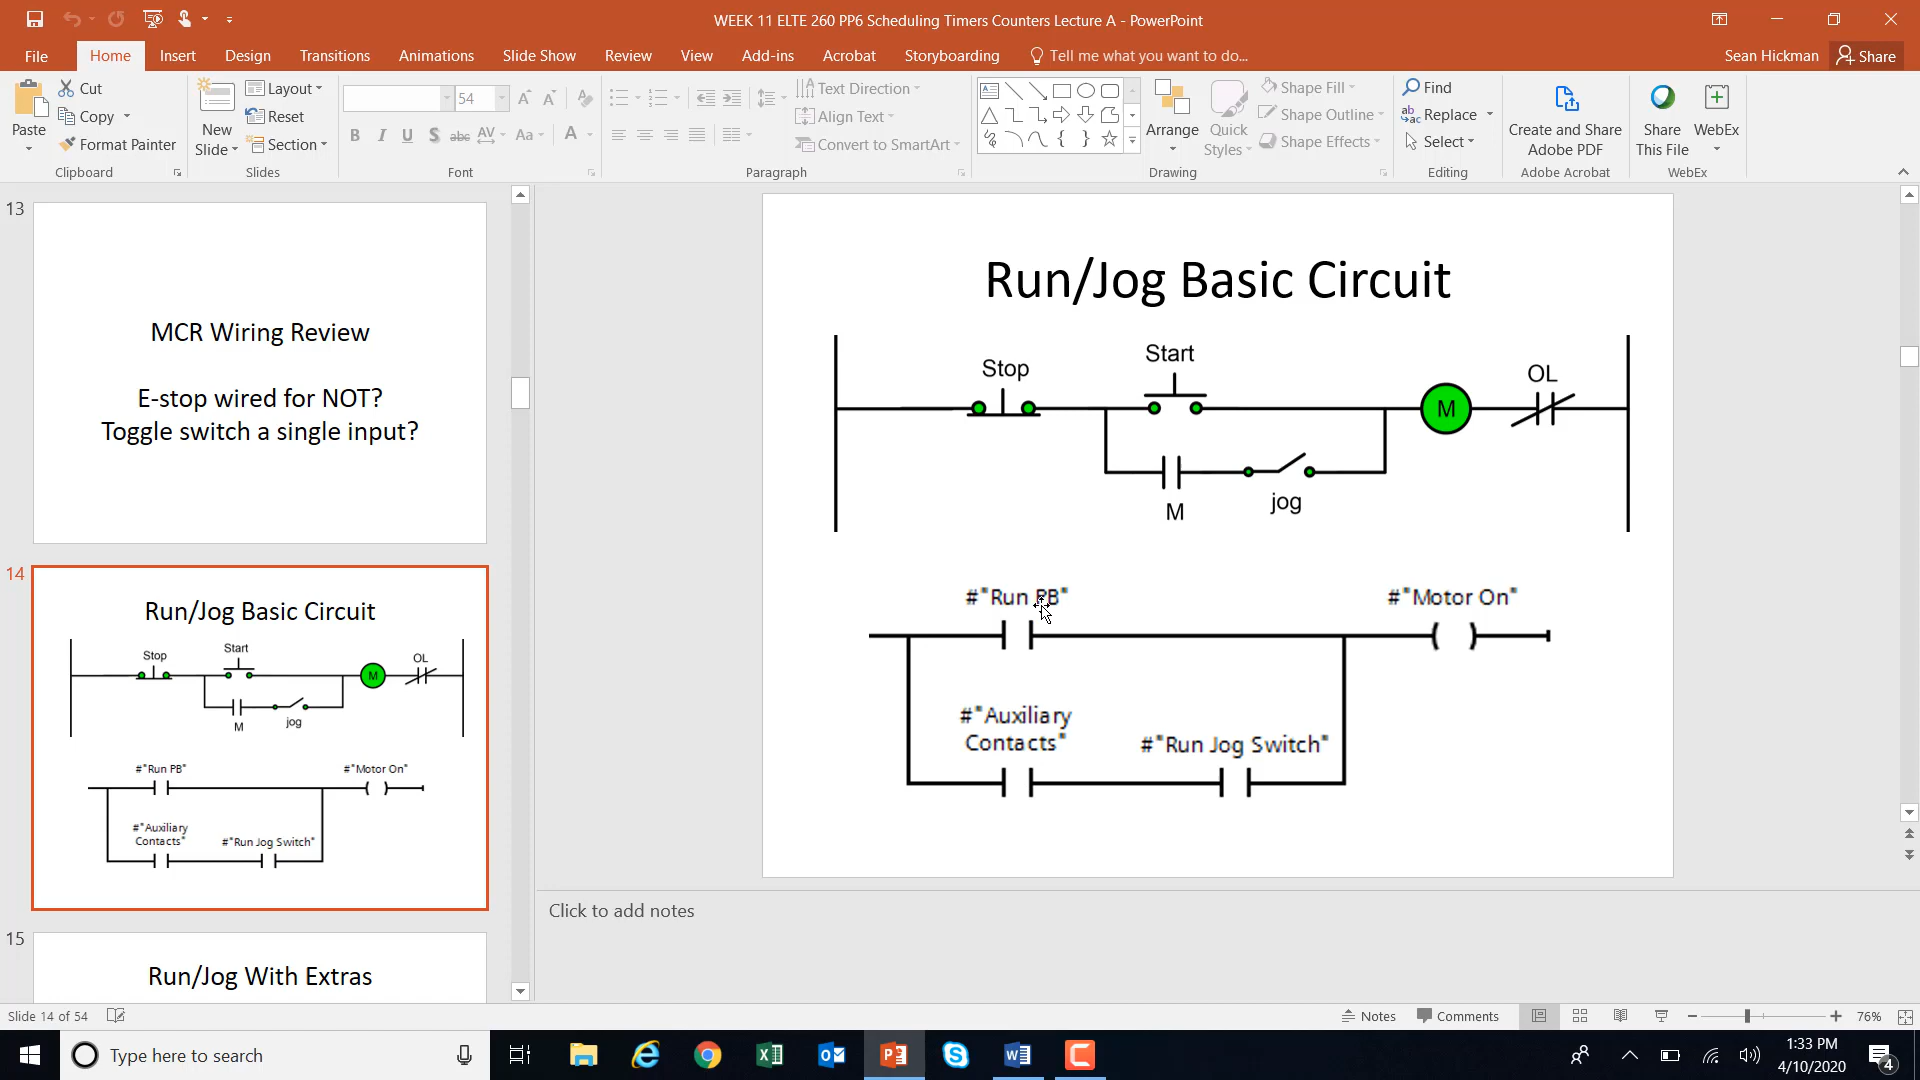 WEEK 11 ELTE 260 PP6 Scheduling Timers Counters Lecture A - PowerPoint
File Home Insert Design Transitions Animations Slide Show Review View Add-ins Acrobat Storyboarding Tell me what you want to do... Sean Hickman Share
Paste
Cut
Copy
Format Painter
Clipboard
New Slide
Layout
Reset
Section
Slides
54
B I U S abc AV Aa A
Font
Text Direction
Align Text
Convert to SmartArt
Paragraph
Arrange
Quick Styles
Shape Fill
Shape Outline
Shape Effects
Drawing
Find
Replace
Select
Editing
Create and Share Adobe PDF
Adobe Acrobat
Share This File
WebEx
WebEx
13
MCR Wiring Review
E-stop wired for NOT?
Toggle switch a single input?
14
Run/Jog Basic Circuit
Stop
Start
M
OL
M
jog
#"Run PB"
#"Motor On"
#"Auxiliary
Contacts"
#"Run Jog Switch"
15
Run/Jog With Extras
Run/Jog Basic Circuit
Start
Stop
OL
M
M
jog
#"Run PB"
#"Motor On"
#"Auxiliary
Contacts"
#"Run Jog Switch"
Click to add notes
Slide 14 of 54
Notes
Comments
76%
Type here to search
1:33 PM
4/10/2020
4